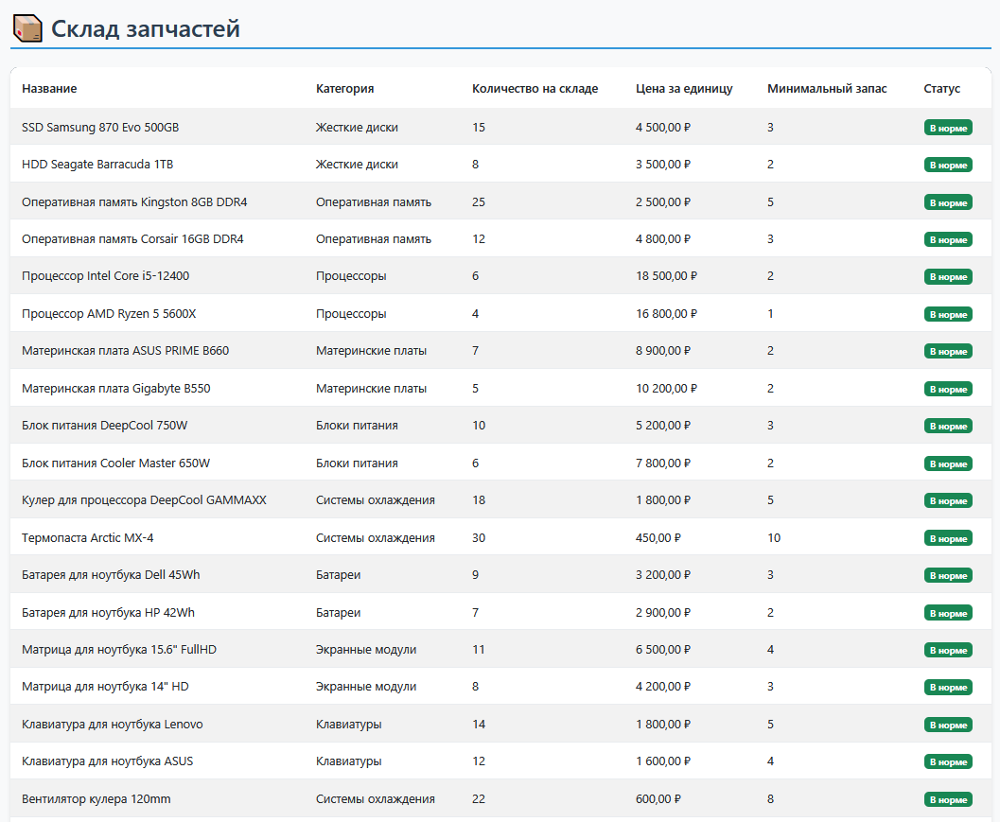 Склад запчастей
Название Категория Количество на складе Цена за единицу Минимальный запас Статус
SSD Samsung 870 Evo 500GB Жесткие диски 15 4 500,00 ₽ 3 В норме
HDD Seagate Barracuda 1TB Жесткие диски 8 3 500,00 ₽ 2 В норме
Оперативная память Kingston 8GB DDR4 Оперативная память 25 2 500,00 ₽ 5 В норме
Оперативная память Corsair 16GB DDR4 Оперативная память 12 4 800,00 ₽ 3 В норме
Процессор Intel Core i5-12400 Процессоры 6 18 500,00 ₽ 2 В норме
Процессор AMD Ryzen 5 5600X Процессоры 4 16 800,00 ₽ 1 В норме
Материнская плата ASUS PRIME B660 Материнские платы 7 8 900,00 ₽ 2 В норме
Материнская плата Gigabyte B550 Материнские платы 5 10 200,00 ₽ 2 В норме
Блок питания DeepCool 750W Блоки питания 10 5 200,00 ₽ 3 В норме
Блок питания Cooler Master 650W Блоки питания 6 7 800,00 ₽ 2 В норме
Кулер для процессора DeepCool GAMMAXX Системы охлаждения 18 1 800,00 ₽ 5 В норме
Термопаста Arctic MX-4 Системы охлаждения 30 450,00 ₽ 10 В норме
Батарея для ноутбука Dell 45Wh Батареи 9 3 200,00 ₽ 3 В норме
Батарея для ноутбука HP 42Wh Батареи 7 2 900,00 ₽ 2 В норме
Матрица для ноутбука 15.6" FullHD Экранные модули 11 6 500,00 ₽ 4 В норме
Матрица для ноутбука 14" HD Экранные модули 8 4 200,00 ₽ 3 В норме
Клавиатура для ноутбука Lenovo Клавиатуры 14 1 800,00 ₽ 5 В норме
Клавиатура для ноутбука ASUS Клавиатуры 12 1 600,00 ₽ 4 В норме
Вентилятор кулера 120mm Системы охлаждения 22 600,00 ₽ 8 В норме